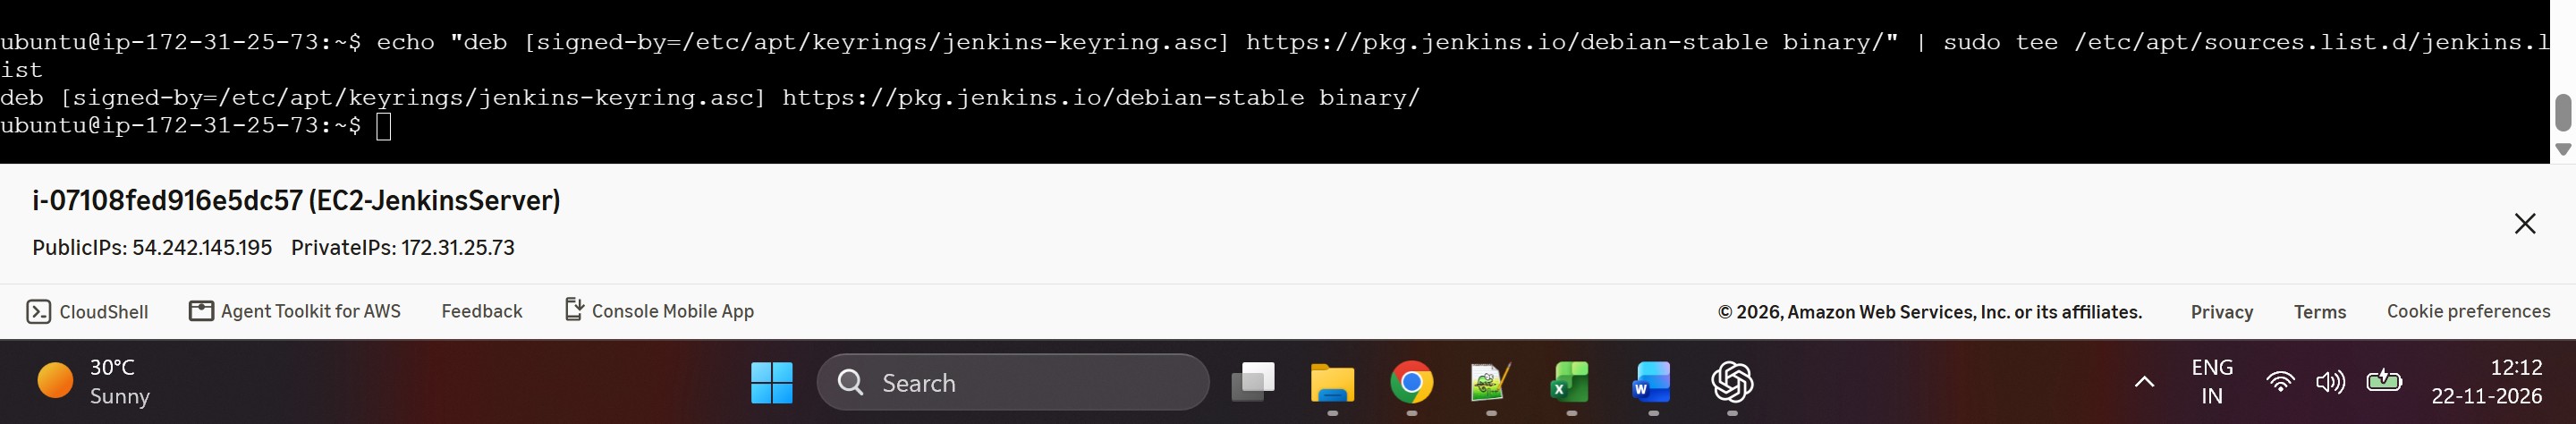 ubuntu@ip-172-31-25-73:~$ echo "deb [signed-by=/etc/apt/keyrings/jenkins-keyring.asc] https://pkg.jenkins.io/debian-stable binary/" | sudo tee /etc/apt/sources.list.d/jenkins.l
ist
deb [signed-by=/etc/apt/keyrings/jenkins-keyring.asc] https://pkg.jenkins.io/debian-stable binary/
ubuntu@ip-172-31-25-73:~$
i-07108fed916e5dc57 (EC2-JenkinsServer)
PublicIPs: 54.242.145.195 PrivateIPs: 172.31.25.73
CloudShell Agent Toolkit for AWS Feedback Console Mobile App © 2026, Amazon Web Services, Inc. or its affiliates. Privacy Terms Cookie preferences
30°C
Sunny
Search
ENG
IN
12:12
22-11-2026